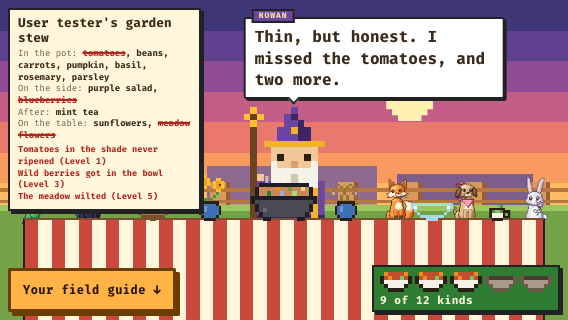 User tester's garden
stew
In the pot: tomatoes, beans,
carrots, pumpkin, basil,
rosemary, parsley
On the side: purple salad,
blueberries
After: mint tea
On the table: sunflowers, meadow
flowers
Tomatoes in the shade never
ripened (Level 1)
Wild berries got in the bowl
(Level 3)
The meadow wilted (Level 5)
ROWAN
Thin, but honest. I
missed the tomatoes, and
two more.
Your field guide ↓
9 of 12 kinds